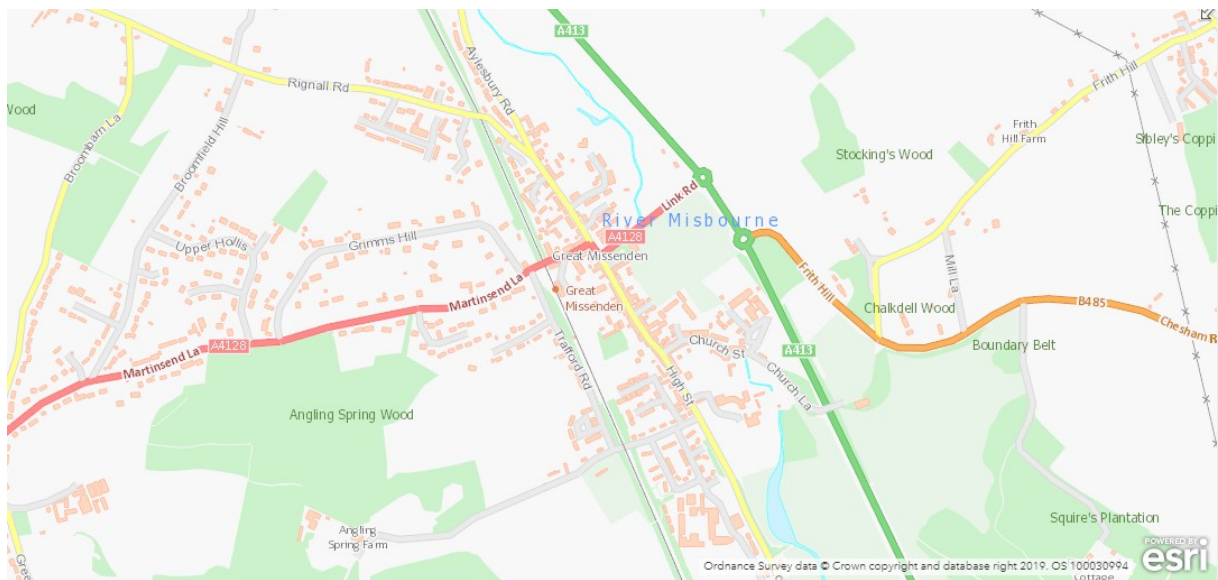 A413
Aylesbury Rd
Rignall Rd
Frith Hill
Wood
Broombarn La
Broomfield Hill
Frith
Hill Farm
Sibley's Coppi
Stocking's Wood
Link Rd
The Coppi
River Misbourne
A4128
Upper Hollis
Grimms Hill
Great Missenden
Mill La
Frith Hill
Great
Missenden
Martinsend La
Chalkdell Wood
B485
Chesham R
A4128
Martinsend La
Trafford Rd
Church St
A413
Boundary Belt
High St
Church La
Angling Spring Wood
Squire's Plantation
Angling
Spring Farm
Gree
POWERED BY
esri
Ordnance Survey data © Crown copyright and database right 2019. OS 100030994
Cottage